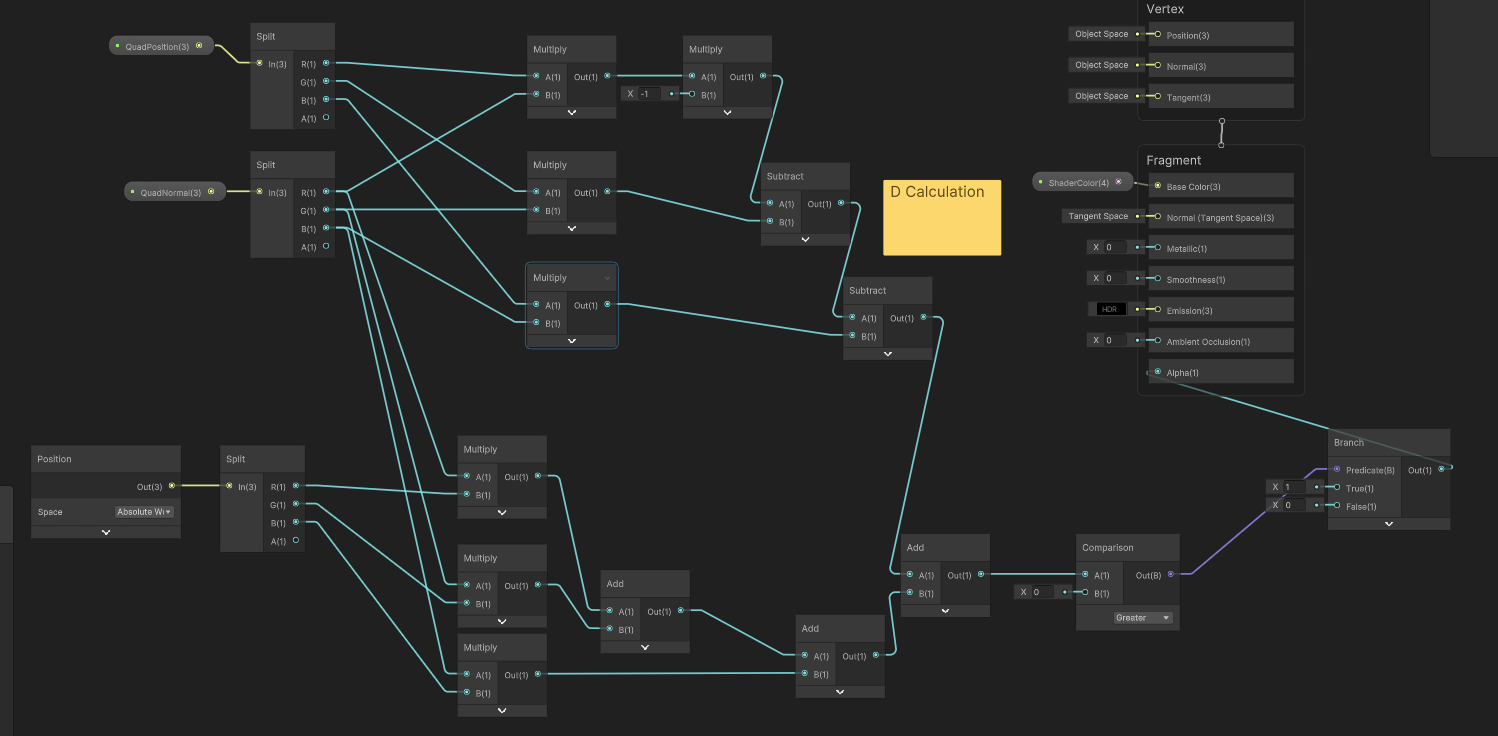 QuadPosition(3)
Split
In(3)
R(1)
G(1)
B(1)
A(1)
QuadNormal(3)
Split
In(3)
R(1)
G(1)
B(1)
A(1)
Multiply
A(1)
Out(1)
B(1)
X -1
Multiply
A(1)
Out(1)
B(1)
Multiply
A(1)
Out(1)
B(1)
Multiply
A(1)
Out(1)
B(1)
Subtract
A(1)
Out(1)
B(1)
D Calculation
Subtract
A(1)
Out(1)
B(1)
Vertex
Object Space
Position(3)
Object Space
Normal(3)
Object Space
Tangent(3)
Fragment
ShaderColor(4)
Base Color(3)
Tangent Space
Normal (Tangent Space)(3)
X 0
Metallic(1)
X 0
Smoothness(1)
HDR
Emission(3)
X 0
Ambient Occlusion(1)
Alpha(1)
Position
Out(3)
Space
Absolute W
Split
In(3)
R(1)
G(1)
B(1)
A(1)
Multiply
A(1)
Out(1)
B(1)
Multiply
A(1)
Out(1)
B(1)
Multiply
A(1)
Out(1)
B(1)
Add
A(1)
Out(1)
B(1)
Add
A(1)
Out(1)
B(1)
Add
A(1)
Out(1)
B(1)
X 0
Comparison
A(1)
Out(B)
B(1)
Greater
Branch
Predicate(B)
Out(1)
X 1
True(1)
X 0
False(1)